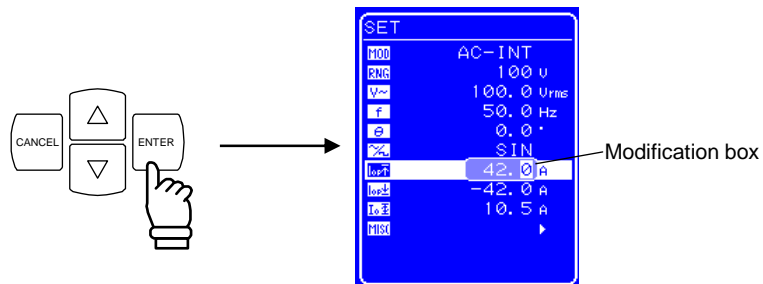 CANCEL
ENTER
SET
MOD AC-INT
RNG 100 V
V~ 100.0 Vrms
f 50.0 Hz
θ 0.0 °
SIN
42.0 A
-42.0 A
10.5 A
MISC
Modification box